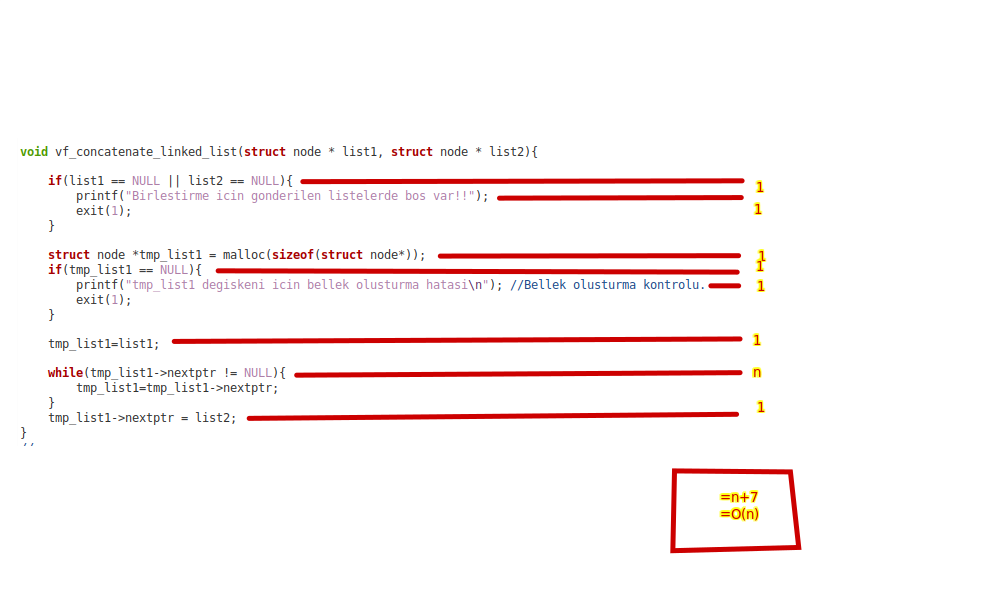 void vf_concatenate_linked_list(struct node * list1, struct node * list2){
if(list1 == NULL || list2 == NULL){
1
printf("Birlestirme icin gonderilen listelerde bos var!!");
1
exit(1);
}
struct node *tmp_list1 = malloc(sizeof(struct node*));
1
if(tmp_list1 == NULL){
1
printf("tmp_list1 degiskeni icin bellek olusturma hatasi\n"); //Bellek olusturma kontrolu.
1
exit(1);
}
tmp_list1=list1;
1
while(tmp_list1->nextptr != NULL){
n
tmp_list1=tmp_list1->nextptr;
}
1
tmp_list1->nextptr = list2;
}
//
=n+7
=O(n)